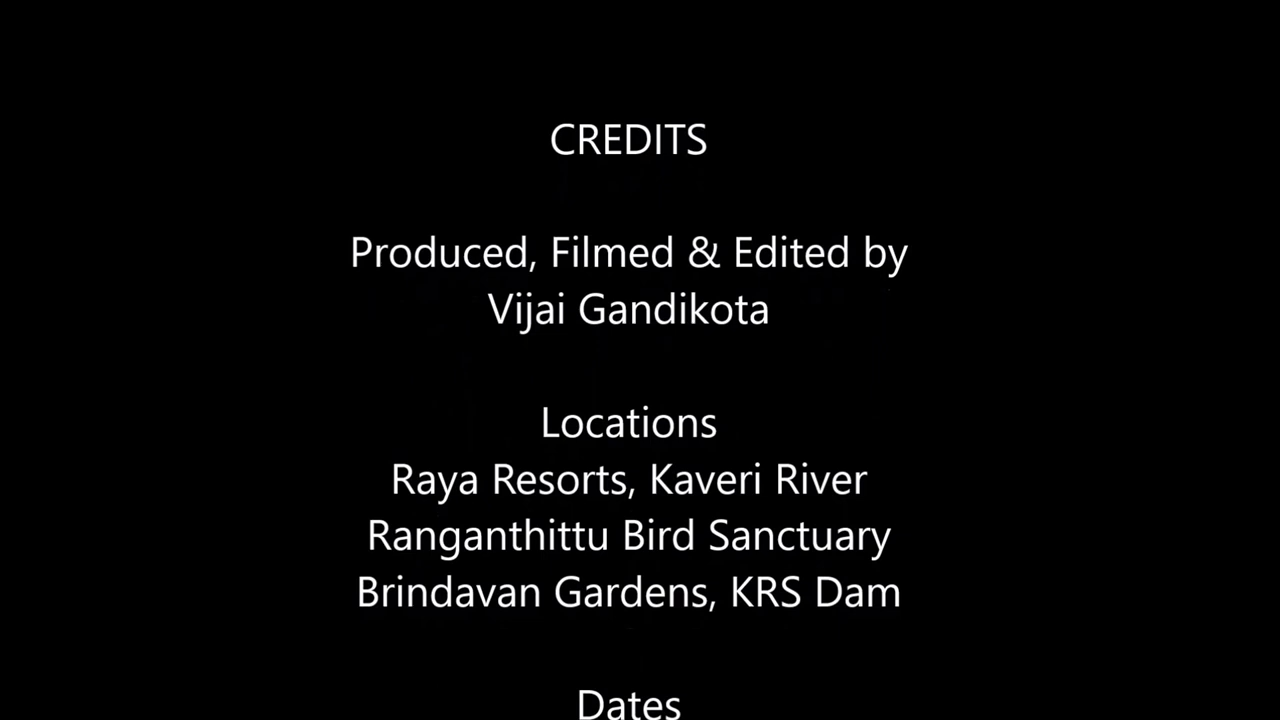 CREDITS
Produced, Filmed & Edited by
Vijai Gandikota
Locations
Raya Resorts, Kaveri River
Ranganthittu Bird Sanctuary
Brindavan Gardens, KRS Dam
Dates